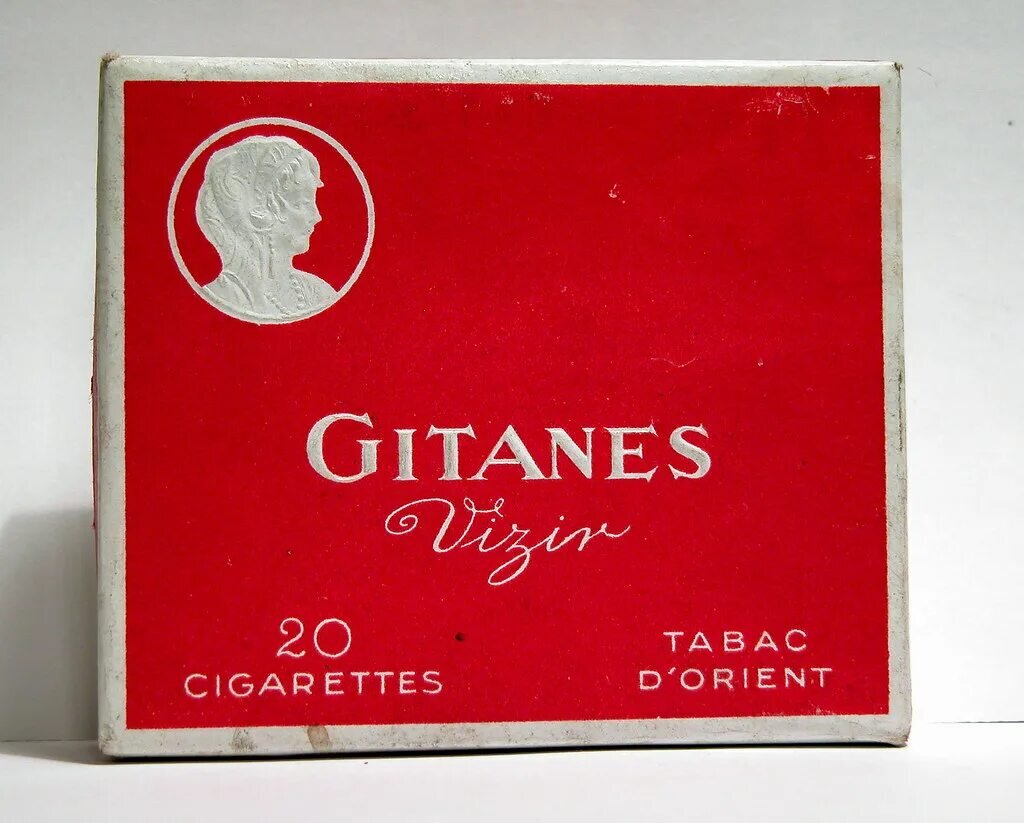 GITANES
Vizir
20
CIGARETTES
TABAC
D'ORIENT